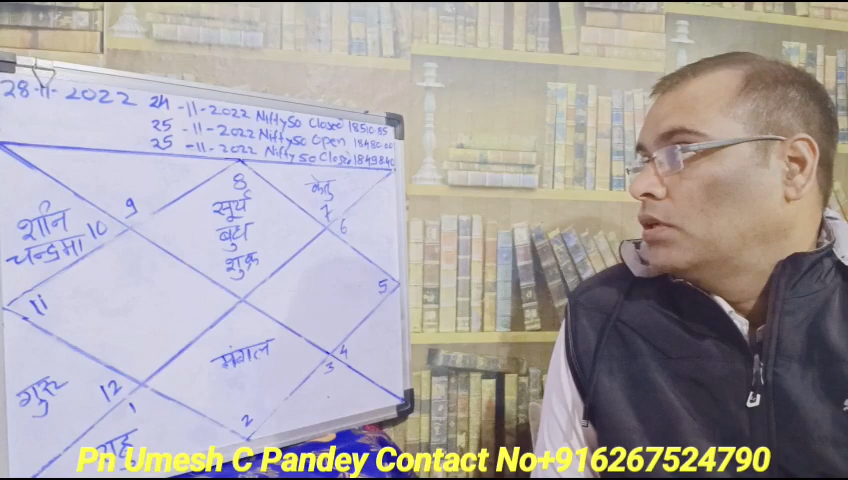 28-11-2022
24-11-2022 Nifty50 Closed 18510.85
25-11-2022 Nifty50 Open 18480.00
25-11-2022 Nifty50 Closed 18498.40
8
सूर्य
बुध
शुक्र
केतु
7
6
9
शनि
चन्द्रमा 10
11
5
मंगल
4
3
गुरु 12
1
2
राहु
Pn Umesh C Pandey Contact No+916267524790